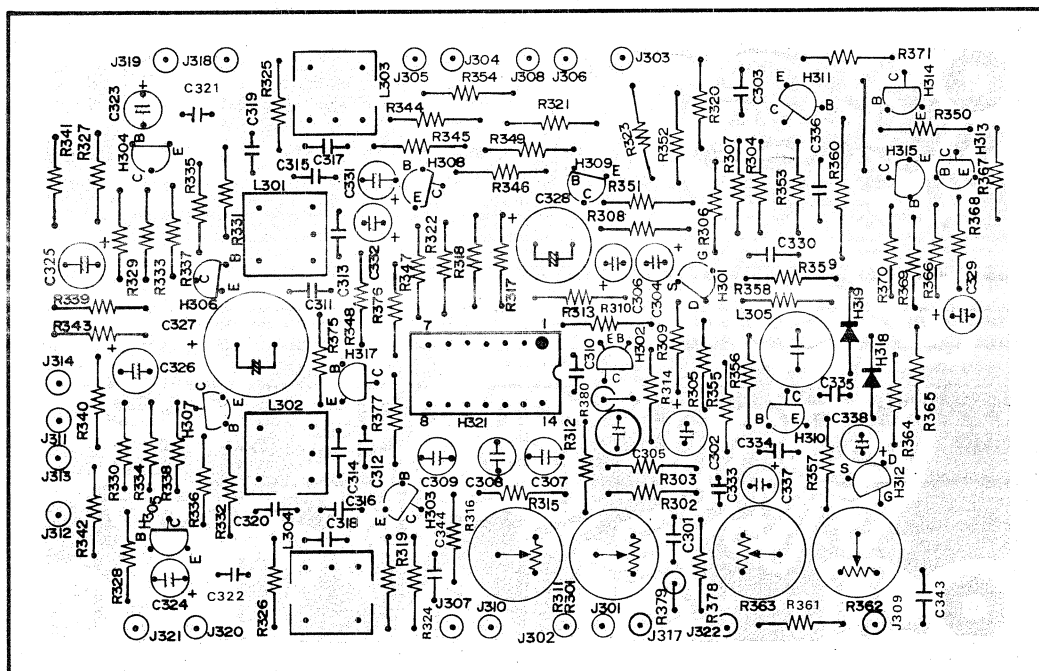 J319 J318 R325 L303 J305 J304 R354 J308 J306 J303 R320 C303 H311 E C B R371 C H314 B E
C323 + C321 C319 R344 R321 R323 R352 C336 R350 H313
R341 R327 H304 B E C R335 C315 C317 R345 R349 H309 E B C R307 R304 R353 R360 H315 C B E C B R367
L301 C331 + B H308 C E R346 R351 R306 R368
R331 C328 R308
C325 + R329 R333 R337 B C E H306 C313 C332 + R347 R322 R318 R317 + G H301 S D C330 R359 R370 R369 R366 C329 +
R339 C311 R376 R313 R310 C306 C304 R358 L305 H319
R343 C327 + R375 R348 7 1 C310 E B H302 C R309 H318
J314 + C326 H317 B C E R380 R314 R305 R355 R356 C335 R365
R340 H307 C E B L302 R377 8 H321 14 R312 + C302 B C E H310 C338 + R364
J311 J313 R330 R334 R338 C314 C312 C309 C308 C307 C305 C334 R357 D S G H312
R336 R332 C316 R303 C333 C337 +
J312 R342 H305 B C E C320 L304 C318 B C E H303 C344 R316 R315 R302 C301
R328 C324 + C322 R326 R319 R324 R311 R301 R379 R378 R363 R362 C343
J321 J320 J307 J310 J302 J301 J317 J322 R361 J309